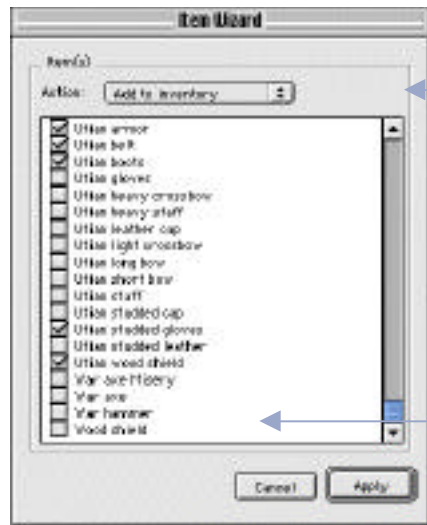 Item Wizard
Item(s)
Action: Add to inventory
Utian armor
Utian belt
Utian boots
Utian gloves
Utian heavy crossbow
Utian heavy staff
Utian leather cap
Utian light crossbow
Utian long bow
Utian short bow
Utian staff
Utian studded cap
Utian studded gloves
Utian studded leather
Utian wood shield
War axe Misery
War axe
War hammer
Wood shield
Cancel
Apply